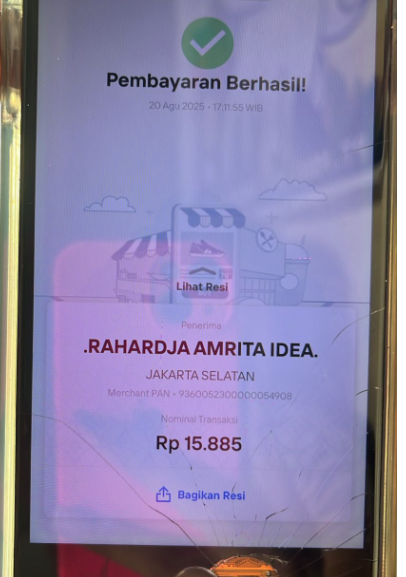 Pembayaran Berhasil!
20 Agu 2025 - 17:11:55 WIB
Lihat Resi
Penerima
.RAHARDJA AMRITA IDEA.
JAKARTA SELATAN
Merchant PAN - 9360052300000054908
Nominal Transaksi
Rp 15.885
Bagikan Resi